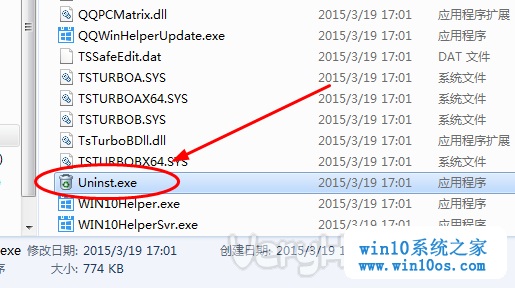 QQPCMatrix.dll 2015/3/19 17:01 应用程序扩展
QQWinHelperUpdate.exe 2015/3/19 17:01 应用程序
TSSafeEdit.dat 2015/3/19 17:01 DAT 文件
TSTURBOA.SYS 2015/3/19 17:01 系统文件
TSTURBOAX64.SYS 2015/3/19 17:01 系统文件
TSTURBOB.SYS 2015/3/19 17:01 系统文件
TsTurboBDll.dll 2015/3/19 17:01 应用程序扩展
TSTURBOBX64.SYS 2015/3/19 17:01 系统文件
Uninst.exe 2015/3/19 17:01 应用程序
WIN10Helper.exe 2015/3/19 17:01 应用程序
WIN10HelperSvr.exe 2015/3/19 17:01 应用程序
exe 修改日期: 2015/3/19 17:01 创建日期: 2015/3/19
序 大小: 774 KB
win10系统之家
www.win10os.com